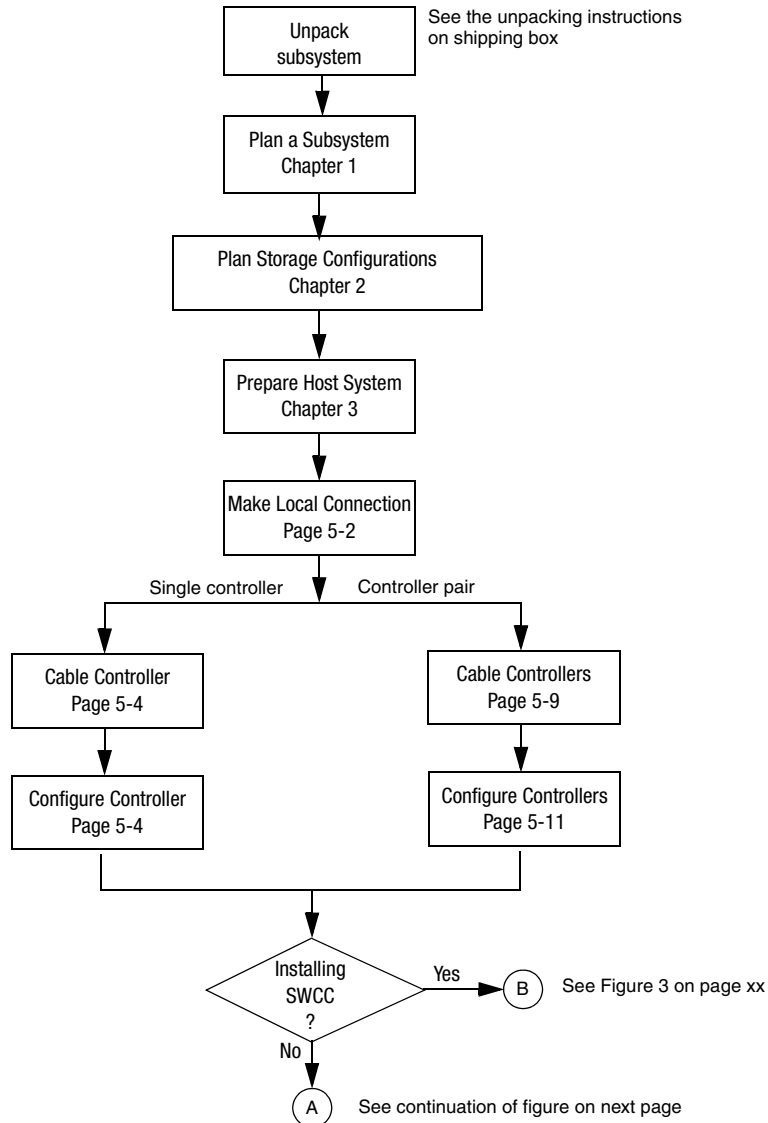 Unpack
subsystem
See the unpacking instructions
on shipping box
Plan a Subsystem
Chapter 1
Plan Storage Configurations
Chapter 2
Prepare Host System
Chapter 3
Make Local Connection
Page 5-2
Single controller
Controller pair
Cable Controller
Page 5-4
Cable Controllers
Page 5-9
Configure Controller
Page 5-4
Configure Controllers
Page 5-11
Installing
SWCC
?
Yes
B
See Figure 3 on page xx
No
A
See continuation of figure on next page